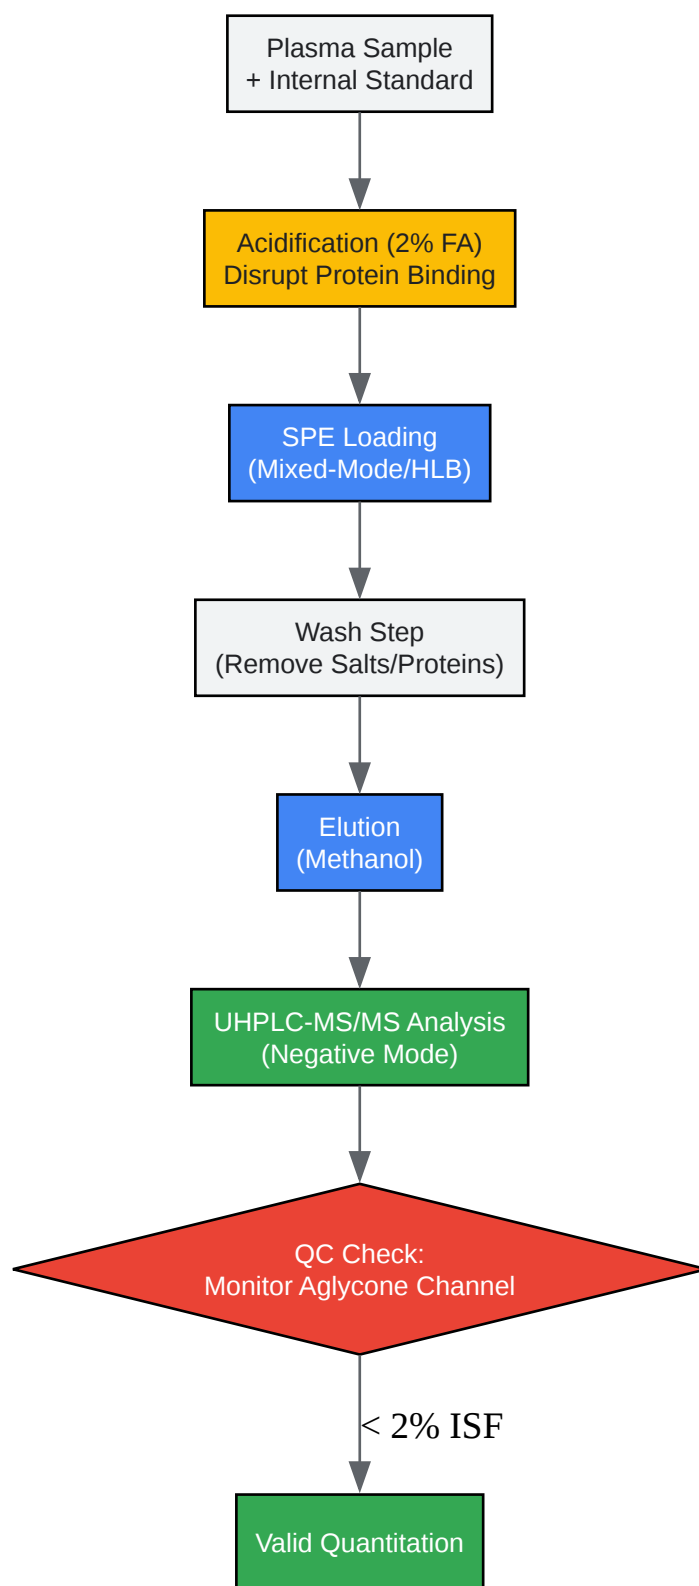 Plasma Sample
+ Internal Standard
Acidification (2% FA)
Disrupt Protein Binding
SPE Loading
(Mixed-Mode/HLB)
Wash Step
(Remove Salts/Proteins)
Elution
(Methanol)
UHPLC-MS/MS Analysis
(Negative Mode)
QC Check:
Monitor Aglycone Channel
< 2% ISF
Valid Quantitation